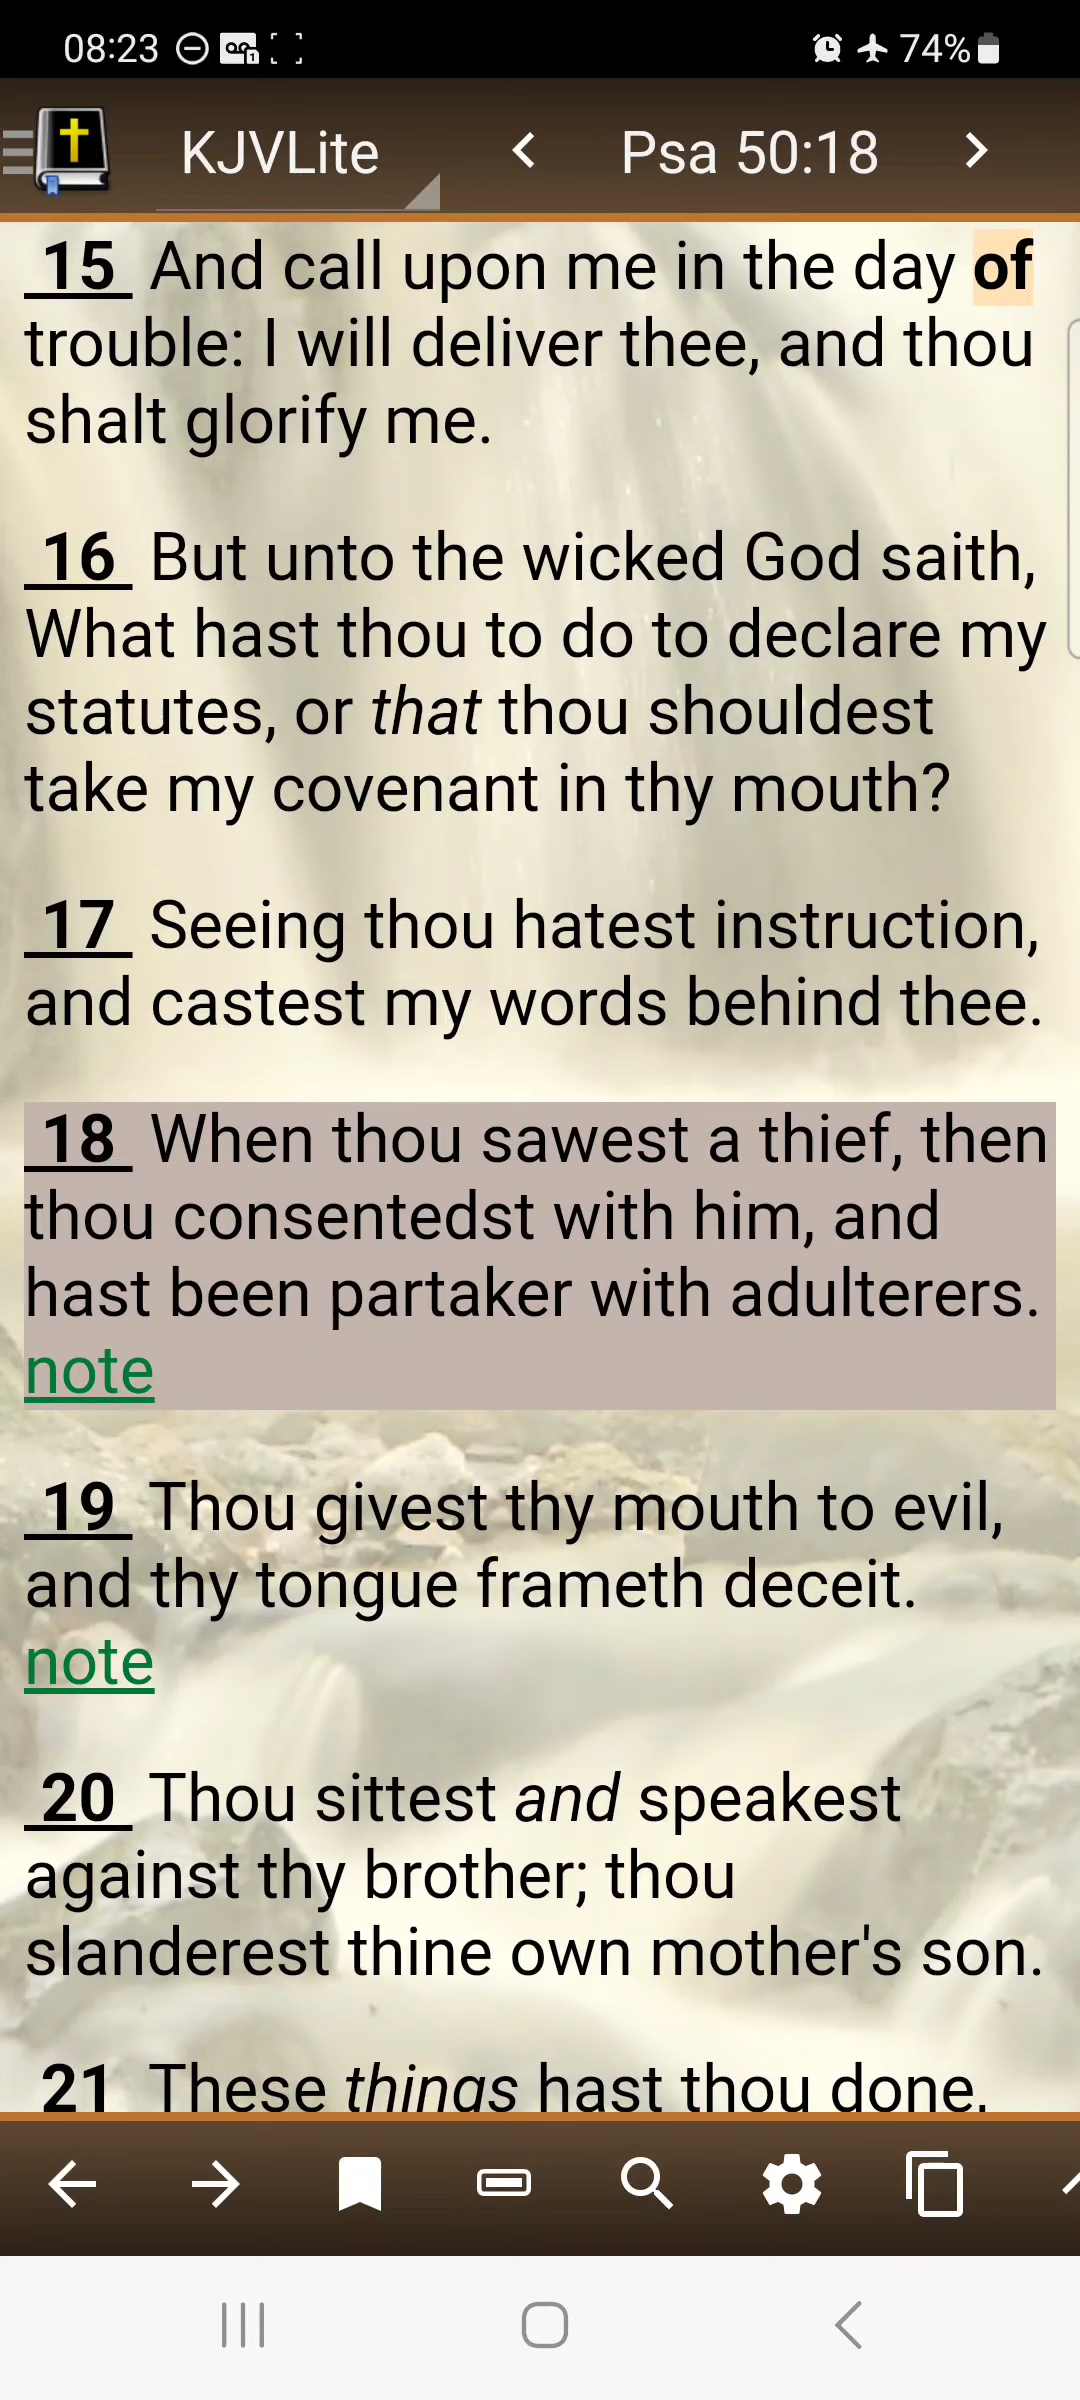 08:23 74%
KJVLite < Psa 50:18 >
15 And call upon me in the day of
trouble: I will deliver thee, and thou
shalt glorify me.
16 But unto the wicked God saith,
What hast thou to do to declare my
statutes, or that thou shouldest
take my covenant in thy mouth?
17 Seeing thou hatest instruction,
and castest my words behind thee.
18 When thou sawest a thief, then
thou consentedst with him, and
hast been partaker with adulterers.
note
19 Thou givest thy mouth to evil,
and thy tongue frameth deceit.
note
20 Thou sittest and speakest
against thy brother; thou
slanderest thine own mother's son.
21 These things hast thou done,